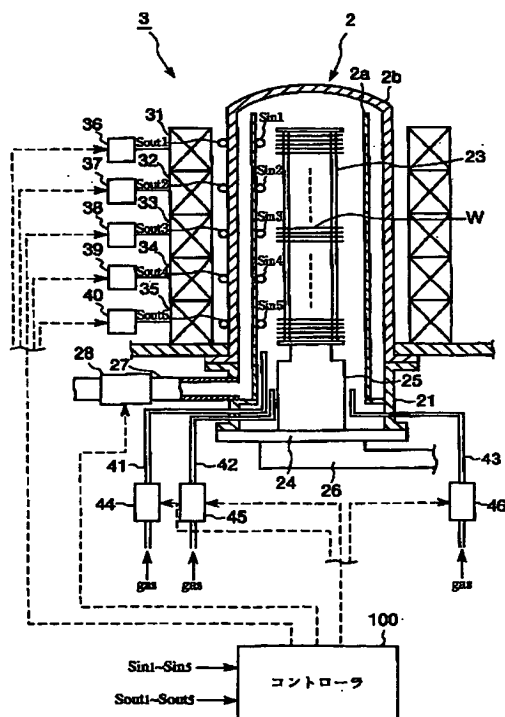 3
2
2a
2b
31
36
Sout1
Sin1
23
32
37
Sout2
Sin2
33
38
Sout3
Sin3
W
34
39
Sout4
Sin4
35
40
Sout5
Sin5
28
27
25
21
41
42
43
24
26
44
45
46
gas
gas
gas
100
コントローラ
Sin1~Sin5
Sout1~Sout5